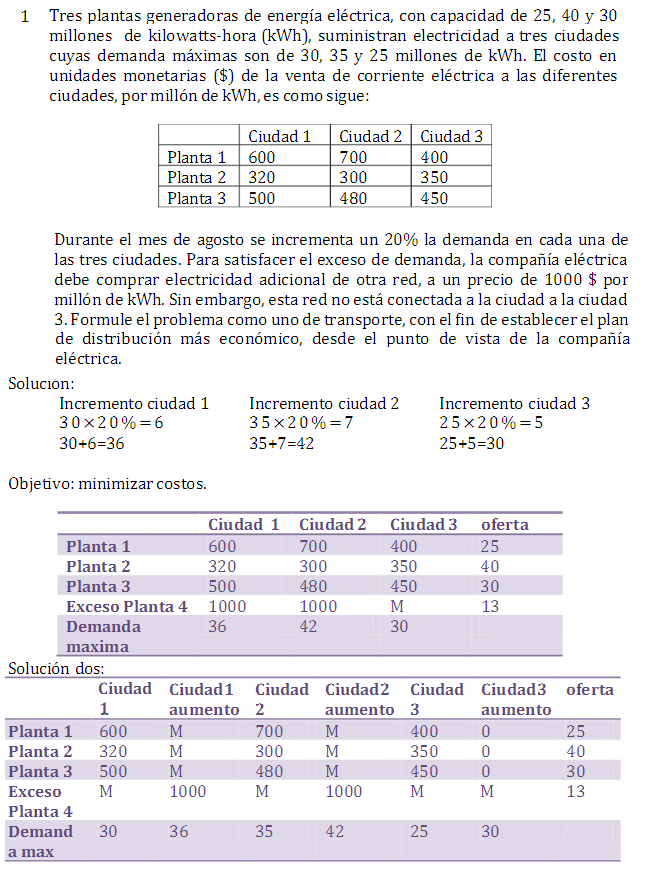 1 Tres plantas generadoras de energía eléctrica, con capacidad de 25, 40 y 30
millones de kilowatts-hora (kWh), suministran electricidad a tres ciudades
cuyas demanda máximas son de 30, 35 y 25 millones de kWh. El costo en
unidades monetarias ($) de la venta de corriente eléctrica a las diferentes
ciudades, por millón de kWh, es como sigue:
Ciudad 1 Ciudad 2 Ciudad 3
Planta 1 600 700 400
Planta 2 320 300 350
Planta 3 500 480 450
Durante el mes de agosto se incrementa un 20% la demanda en cada una de
las tres ciudades. Para satisfacer el exceso de demanda, la compañía eléctrica
debe comprar electricidad adicional de otra red, a un precio de 1000 $ por
millón de kWh. Sin embargo, esta red no está conectada a la ciudad a la ciudad
3. Formule el problema como uno de transporte, con el fin de establecer el plan
de distribución más económico, desde el punto de vista de la compañía
eléctrica.
Solución:
Incremento ciudad 1 Incremento ciudad 2 Incremento ciudad 3
30×20%=6 35×20%=7 25×20%=5
30+6=36 35+7=42 25+5=30
Objetivo: minimizar costos.
Ciudad 1 Ciudad 2 Ciudad 3 oferta
Planta 1 600 700 400 25
Planta 2 320 300 350 40
Planta 3 500 480 450 30
Exceso Planta 4 1000 1000 M 13
Demanda 36 42 30
maxima
Solución dos:
Ciudad Ciudad1 Ciudad Ciudad2 Ciudad Ciudad3 oferta
1 aumento 2 aumento 3 aumento
Planta 1 600 M 700 M 400 0 25
Planta 2 320 M 300 M 350 0 40
Planta 3 500 M 480 M 450 0 30
Exceso M 1000 M 1000 M M 13
Planta 4
Demand 30 36 35 42 25 30
a max